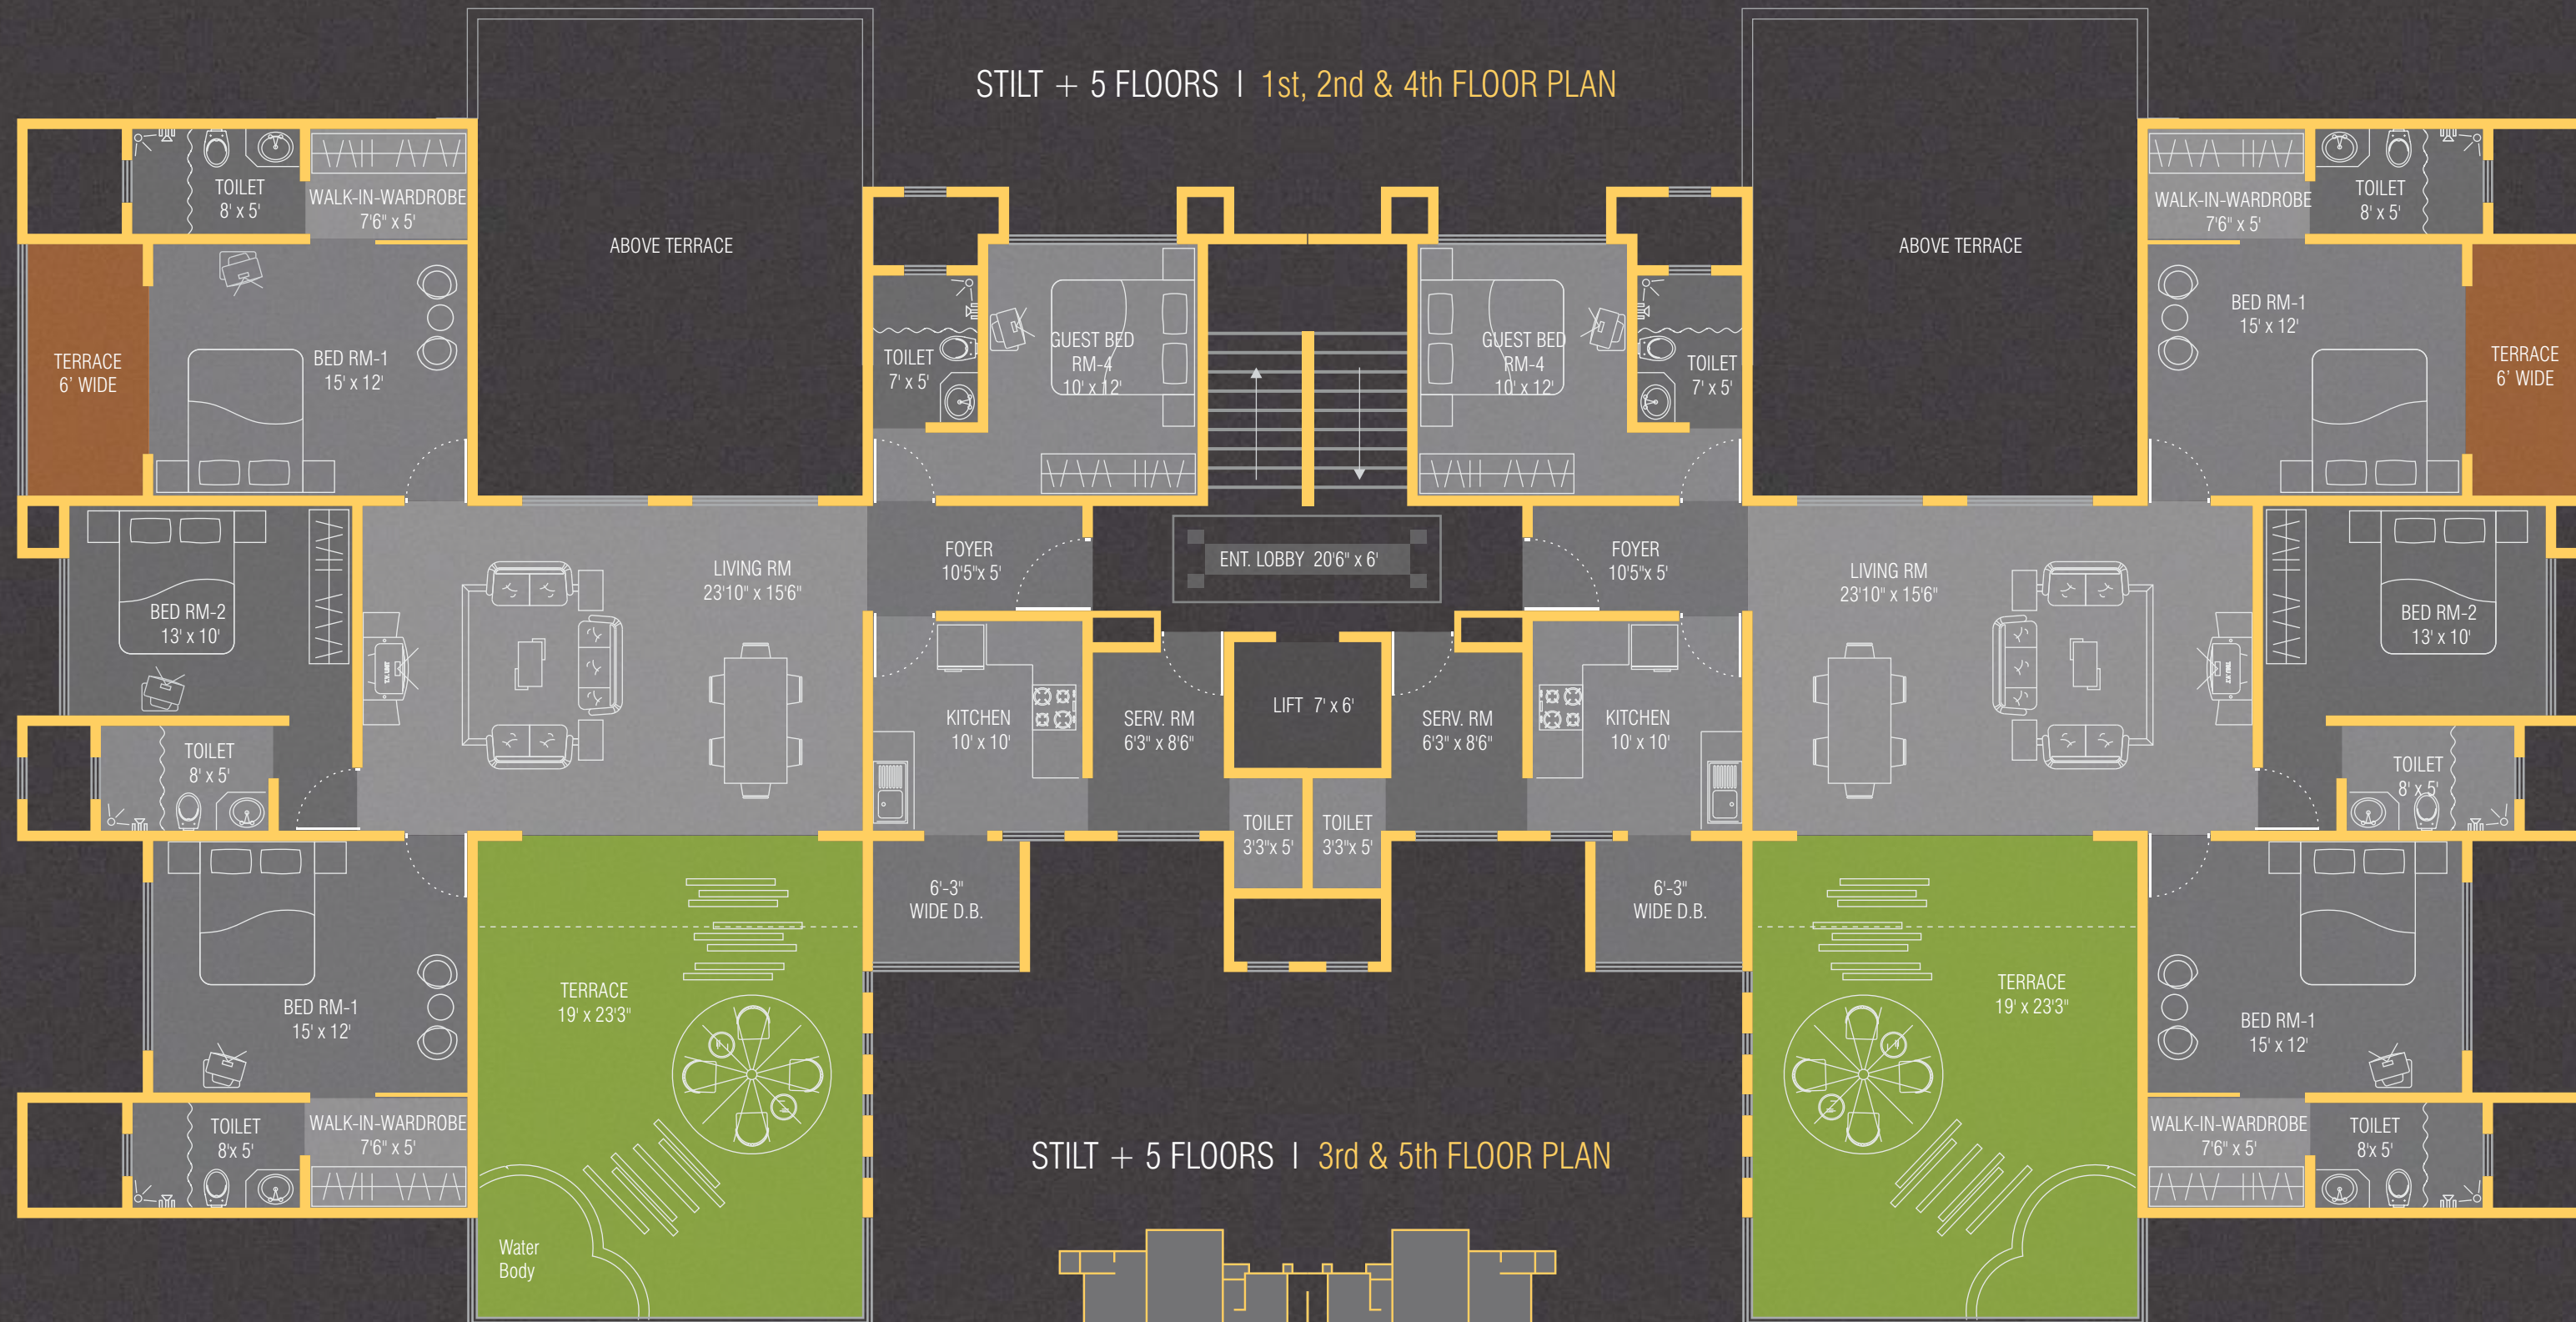 STILT + 5 FLOORS | 1st, 2nd & 4th FLOOR PLAN
TOILET
8' x 5'
WALK-IN-WARDROBE
7'6" x 5'
ABOVE TERRACE
ABOVE TERRACE
WALK-IN-WARDROBE
7'6" x 5'
TOILET
8' x 5'
TERRACE
6' WIDE
BED RM-1
15' x 12'
TOILET
7' x 5'
GUEST BED
RM-4
10' x 12'
GUEST BED
RM-4
10' x 12'
TOILET
7' x 5'
BED RM-1
15' x 12'
TERRACE
6' WIDE
BED RM-2
13' x 10'
LIVING RM
23'10" x 15'6"
FOYER
10'5"x 5'
ENT. LOBBY 20'6" x 6'
FOYER
10'5"x 5'
LIVING RM
23'10" x 15'6"
BED RM-2
13' x 10'
TOILET
8' x 5'
KITCHEN
10' x 10'
SERV. RM
6'3" x 8'6"
LIFT 7' x 6'
SERV. RM
6'3" x 8'6"
KITCHEN
10' x 10'
TOILET
8' x 5'
TOILET
3'3"x 5'
TOILET
3'3"x 5'
6'-3"
WIDE D.B.
6'-3"
WIDE D.B.
BED RM-1
15' x 12'
TERRACE
19' x 23'3"
TERRACE
19' x 23'3"
BED RM-1
15' x 12'
TOILET
8'x 5'
WALK-IN-WARDROBE
7'6" x 5'
STILT + 5 FLOORS | 3rd & 5th FLOOR PLAN
WALK-IN-WARDROBE
7'6" x 5'
TOILET
8'x 5'
Water
Body